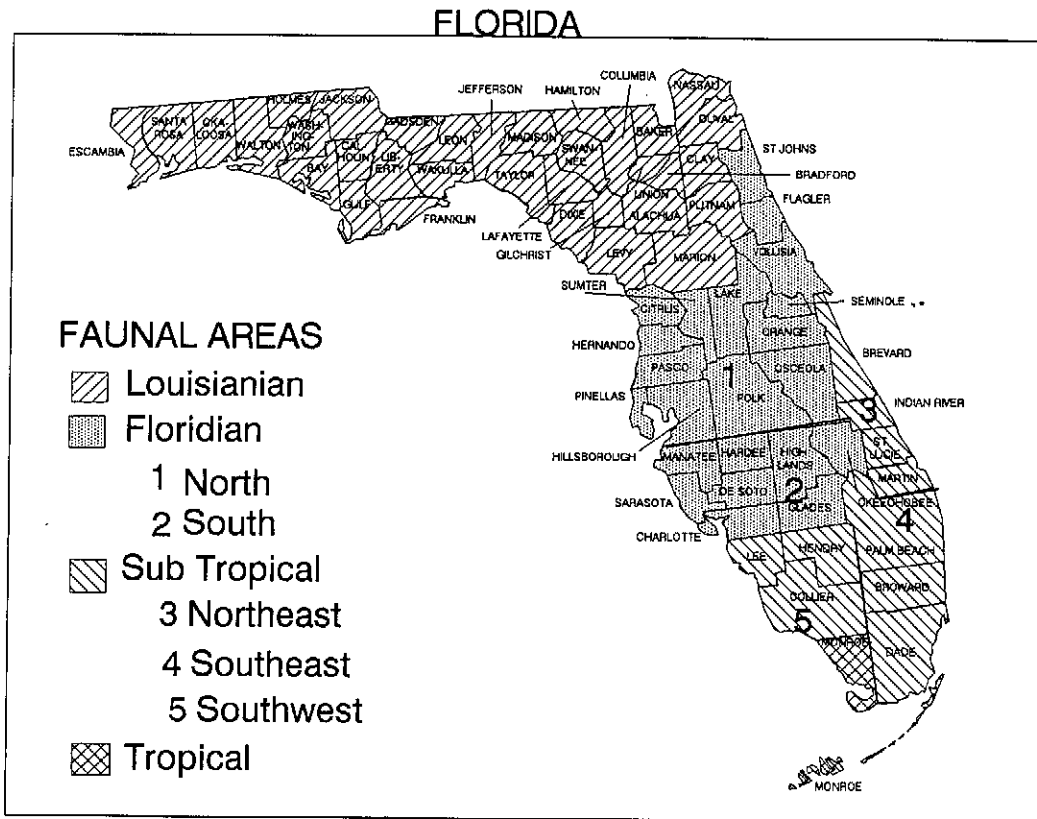 FLORIDA
JEFFERSON
HAMILTON
COLUMBIA
NASSAU
HOLMES
JACKSON
GADSDEN
DUVAL
SANTA
ROSA
OKA-
LOOSA
WALTON
WASH-
ING-
TON
CAL-
HOUN
LEON
MADISON
SWAN-
NEE
BAKER
ESCAMBIA
BAY
LIB-
ERTY
WAKULLA
TAYLOR
CLAY
ST JOHNS
BRADFORD
UNION
GULF
FRANKLIN
DIXIE
ALACHUA
PUTNAM
FLAGLER
LAFAYETTE
GILCHRIST
LEVY
MARION
VOLUSIA
SUMTER
CITRUS
LAKE
SEMINOLE
HERNANDO
ORANGE
FAUNAL AREAS
BREVARD
PASCO
1
OSCEOLA
Louisianian
PINELLAS
POLK
3
INDIAN RIVER
Floridian
HILLSBOROUGH
MANATEE
HARDEE
HIGH
LANDS
ST
LUCIE
1 North
MARTIN
SARASOTA
DE SOTO
2
OKEECHOBEE
2 South
CHARLOTTE
GLADES
4
LEE
HENDRY
PALM BEACH
Sub Tropical
COLLIER
BROWARD
3 Northeast
5
MONROE
DADE
4 Southeast
5 Southwest
Tropical
MONROE